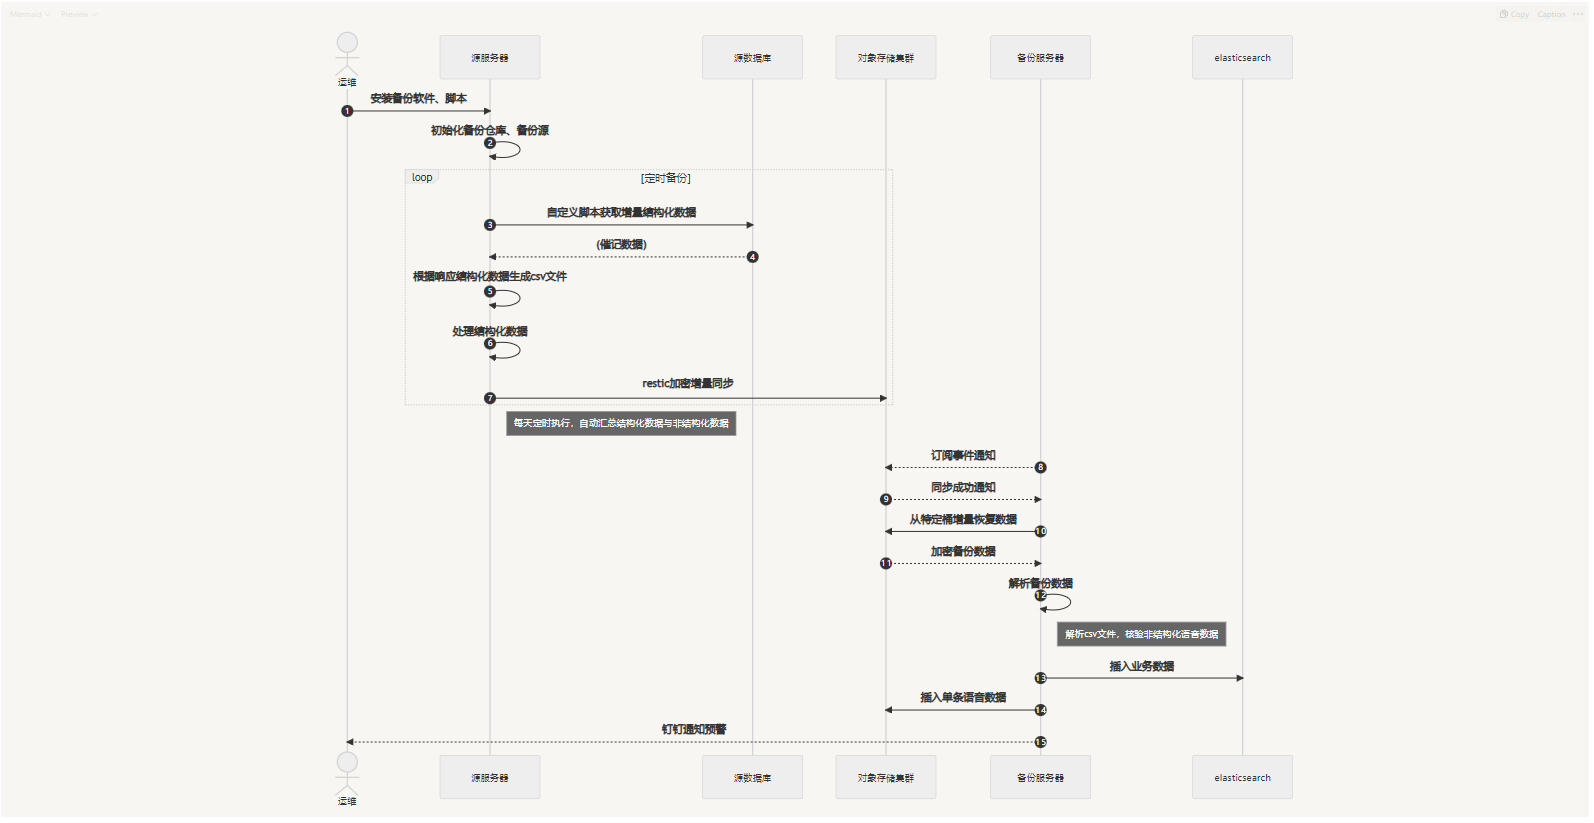 Mermaid
Preview
Copy
Caption
运维
源服务器
源数据库
对象存储集群
备份服务器
elasticsearch
安装备份软件、脚本
1
初始化备份仓库、备份源
2
loop
[定时备份]
自定义脚本获取增量结构化数据
3
(催记数据)
4
根据响应结构化数据生成csv文件
5
处理结构化数据
6
restic加密增量同步
7
每天定时执行，自动汇总结构化数据与非结构化数据
订阅事件通知
8
同步成功通知
9
从特定桶增量恢复数据
10
加密备份数据
11
解析备份数据
12
解析csv文件，核验非结构化语音数据
插入业务数据
13
插入单条语音数据
14
钉钉通知预警
15
运维
源服务器
源数据库
对象存储集群
备份服务器
elasticsearch